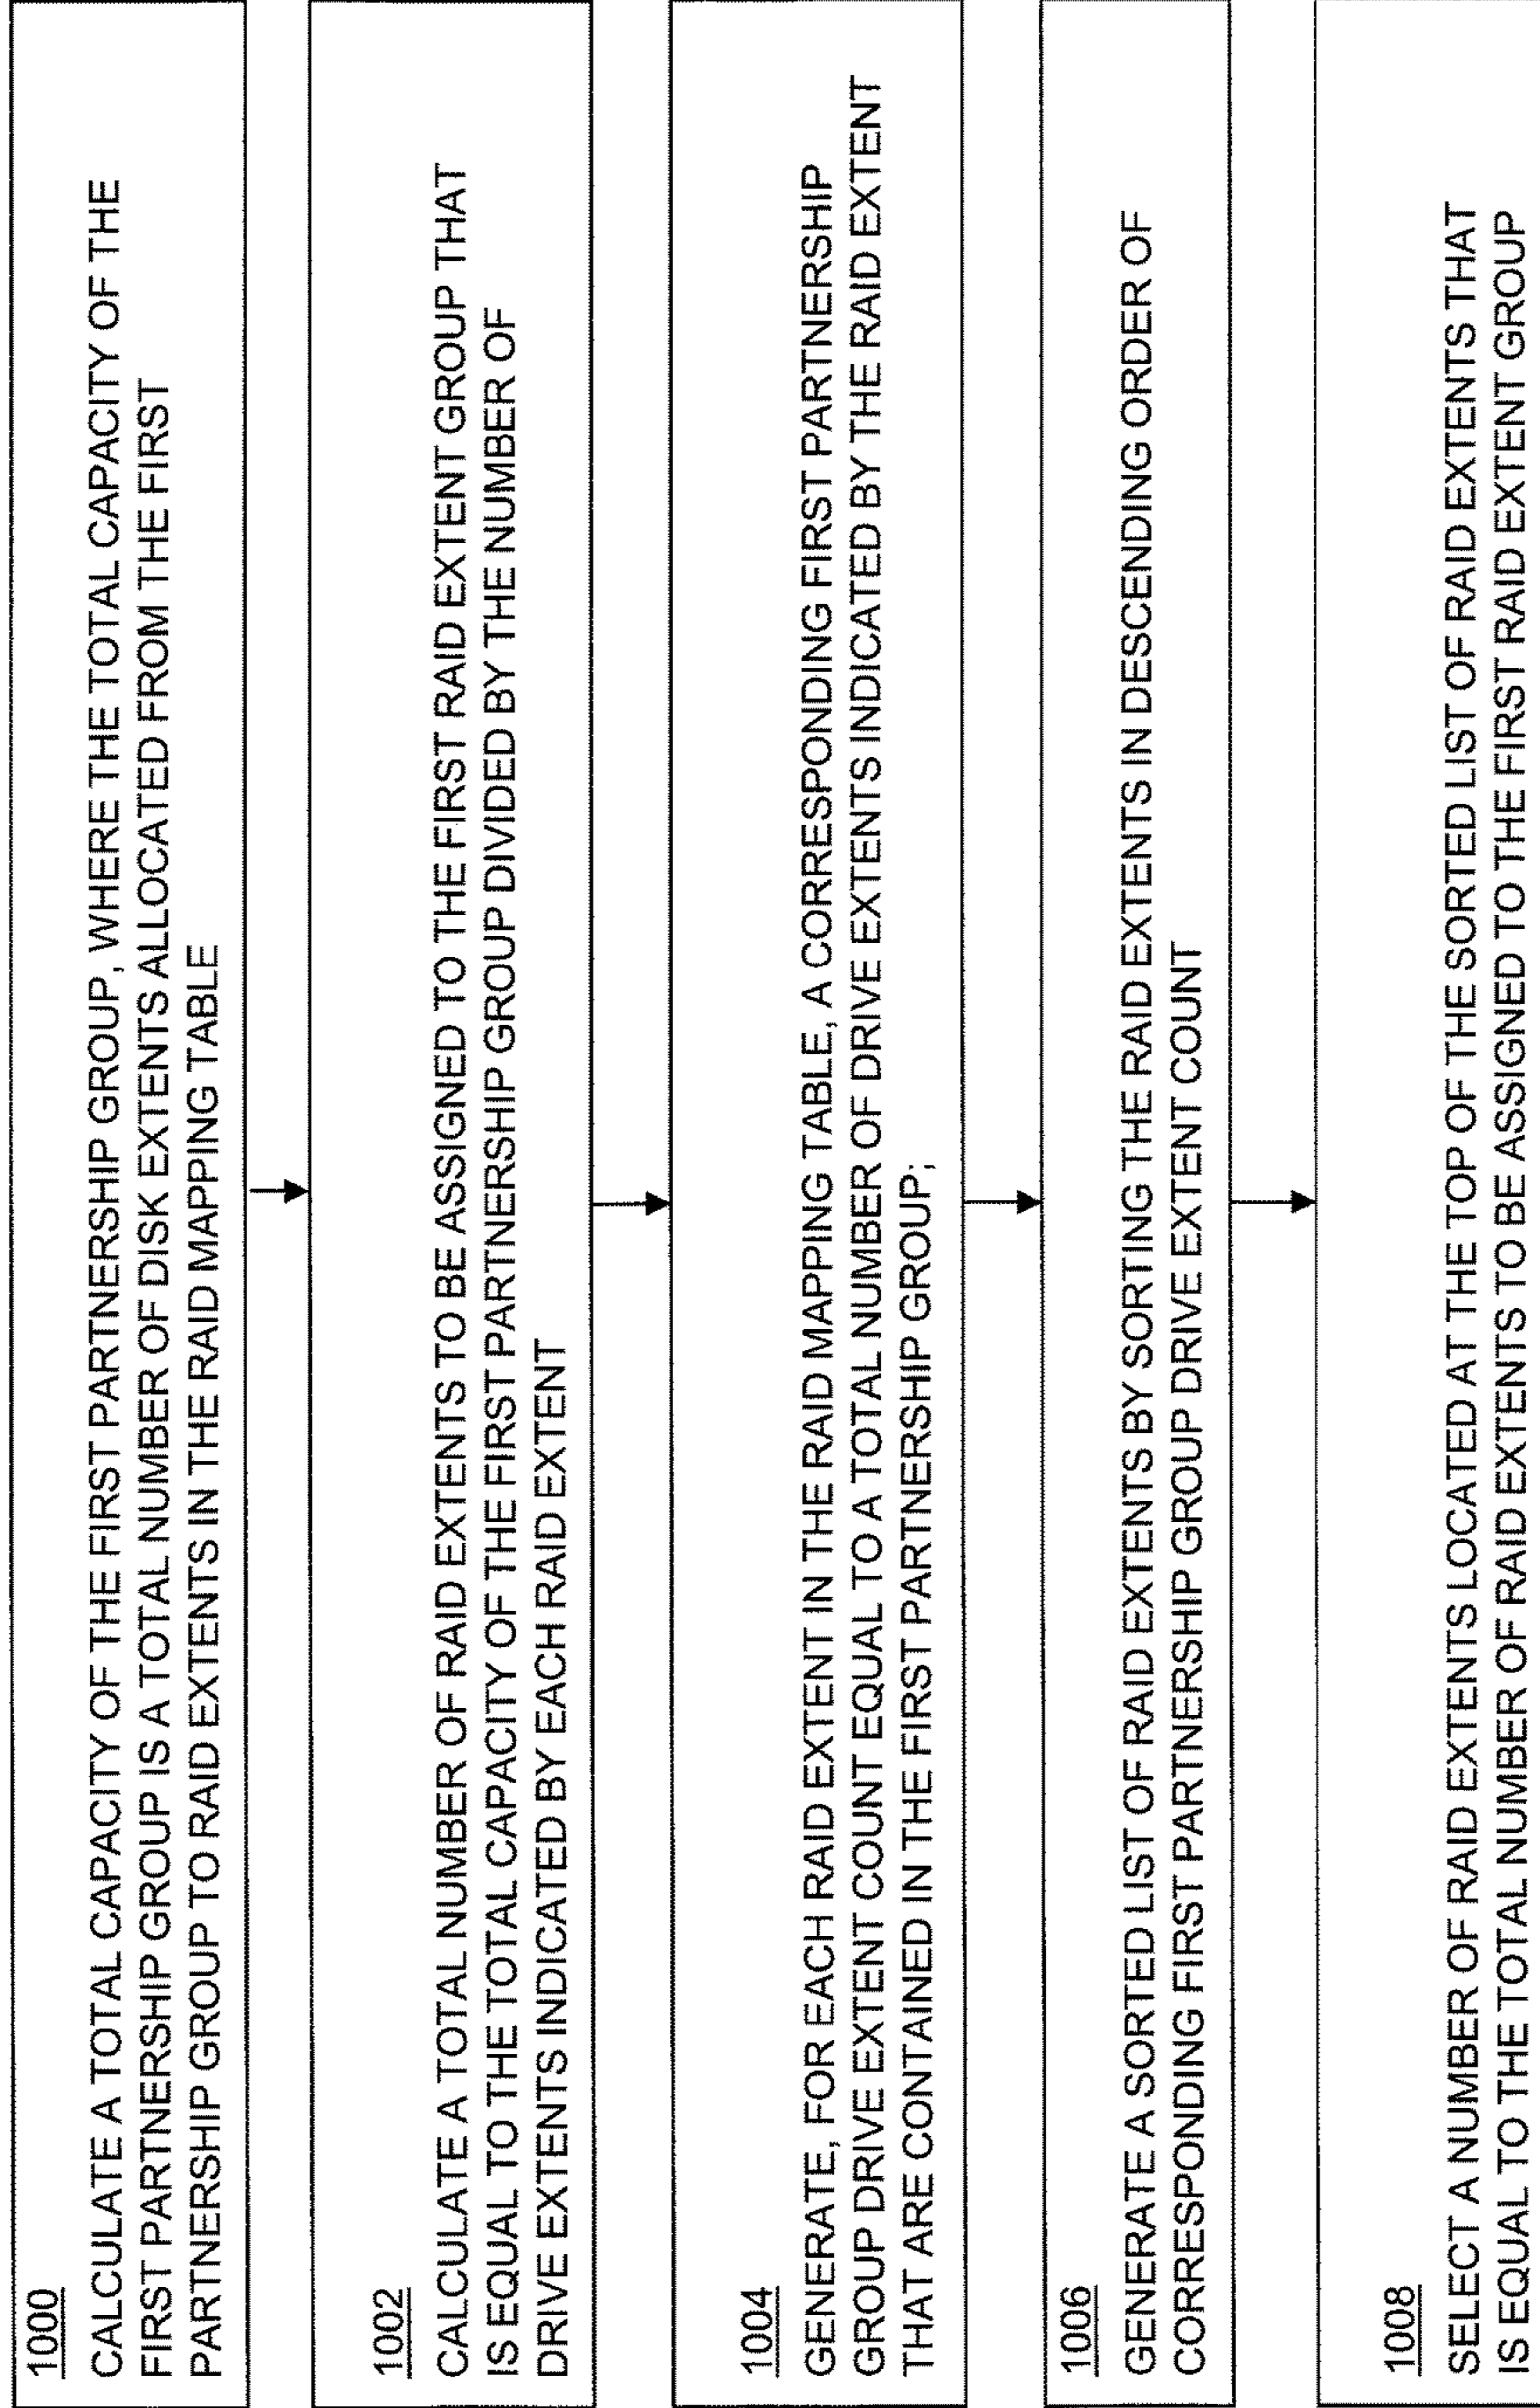 1000
CALCULATE A TOTAL CAPACITY OF THE FIRST PARTNERSHIP GROUP, WHERE THE TOTAL CAPACITY OF THE
FIRST PARTNERSHIP GROUP IS A TOTAL NUMBER OF DISK EXTENTS ALLOCATED FROM THE FIRST
PARTNERSHIP GROUP TO RAID EXTENTS IN THE RAID MAPPING TABLE
1002
CALCULATE A TOTAL NUMBER OF RAID EXTENTS TO BE ASSIGNED TO THE FIRST RAID EXTENT GROUP THAT
IS EQUAL TO THE TOTAL CAPACITY OF THE FIRST PARTNERSHIP GROUP DIVIDED BY THE NUMBER OF
DRIVE EXTENTS INDICATED BY EACH RAID EXTENT
1004
GENERATE, FOR EACH RAID EXTENT IN THE RAID MAPPING TABLE, A CORRESPONDING FIRST PARTNERSHIP
GROUP DRIVE EXTENT COUNT EQUAL TO A TOTAL NUMBER OF DRIVE EXTENTS INDICATED BY THE RAID EXTENT
THAT ARE CONTAINED IN THE FIRST PARTNERSHIP GROUP;
1006
GENERATE A SORTED LIST OF RAID EXTENTS BY SORTING THE RAID EXTENTS IN DESCENDING ORDER OF
CORRESPONDING FIRST PARTNERSHIP GROUP DRIVE EXTENT COUNT
1008
SELECT A NUMBER OF RAID EXTENTS LOCATED AT THE TOP OF THE SORTED LIST OF RAID EXTENTS THAT
IS EQUAL TO THE TOTAL NUMBER OF RAID EXTENTS TO BE ASSIGNED TO THE FIRST RAID EXTENT GROUP